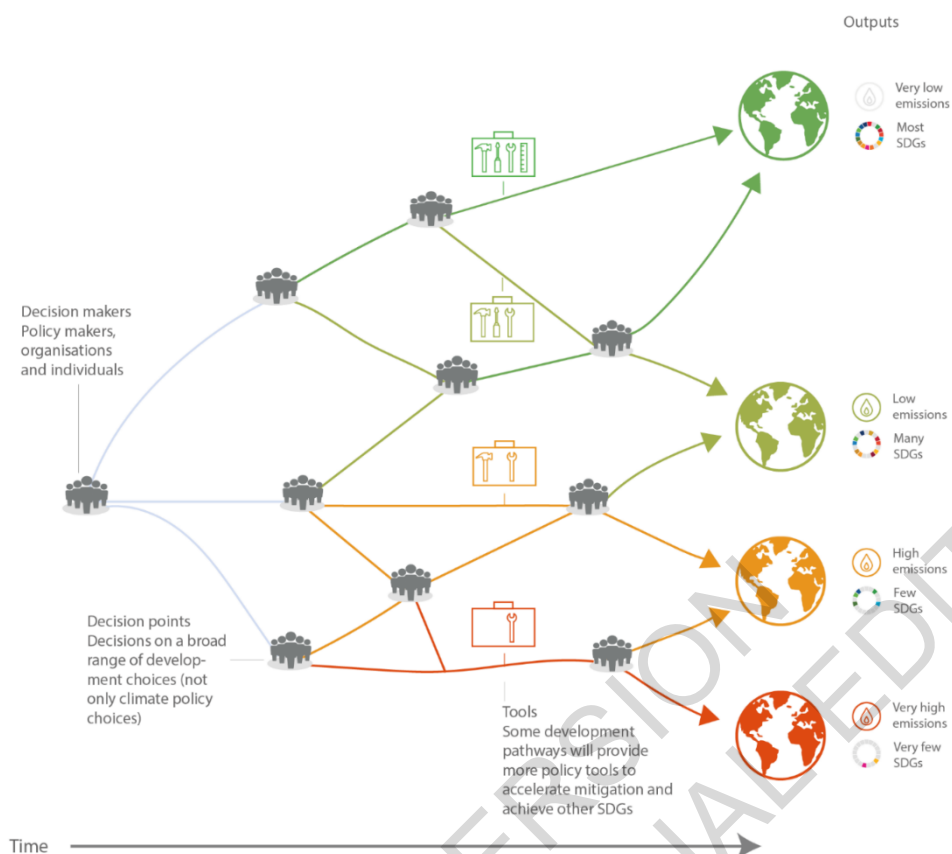 Outputs
Very low
emissions
Most
SDGs
Decision makers
Policy makers,
organisations
and individuals
Low
emissions
Many
SDGs
High
emissions
Few
SDGs
Decision points
Decisions on a broad
range of develop-
ment choices (not
only climate policy
choices)
Very high
emissions
Very few
SDGs
Tools
Some development
pathways will provide
more policy tools to
accelerate mitigation and
achieve other SDGs
Time